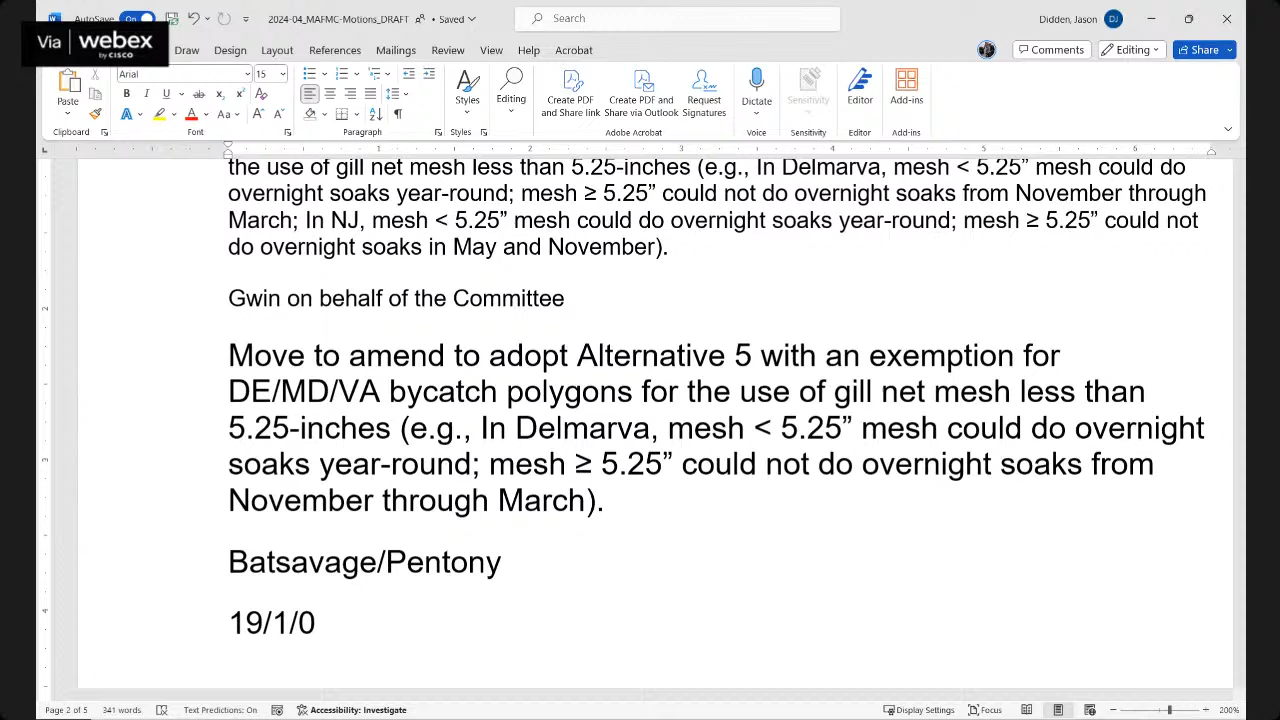 AutoSave On 2024-04_MAFMC-Motions_DRAFT • Saved Search Didden, Jason DJ
Via webex by CISCO
Draw Design Layout References Mailings Review View Help Acrobat Comments Editing Share
Arial 15
Paste Styles Editing Create PDF and Share link Create PDF and Share via Outlook Request Signatures Dictate Sensitivity Editor Add-ins
Clipboard Font Paragraph Styles Adobe Acrobat Voice Sensitivity Editor Add-ins
1 2 3 4 5 6
the use of gill net mesh less than 5.25-inches (e.g., In Delmarva, mesh < 5.25” mesh could do
overnight soaks year-round; mesh ≥ 5.25” could not do overnight soaks from November through
March; In NJ, mesh < 5.25” mesh could do overnight soaks year-round; mesh ≥ 5.25” could not
do overnight soaks in May and November).
Gwin on behalf of the Committee
Move to amend to adopt Alternative 5 with an exemption for
DE/MD/VA bycatch polygons for the use of gill net mesh less than
5.25-inches (e.g., In Delmarva, mesh < 5.25” mesh could do overnight
soaks year-round; mesh ≥ 5.25” could not do overnight soaks from
November through March).
Batsavage/Pentony
19/1/0
Page 2 of 5 341 words Text Predictions: On Accessibility: Investigate Display Settings Focus 200%